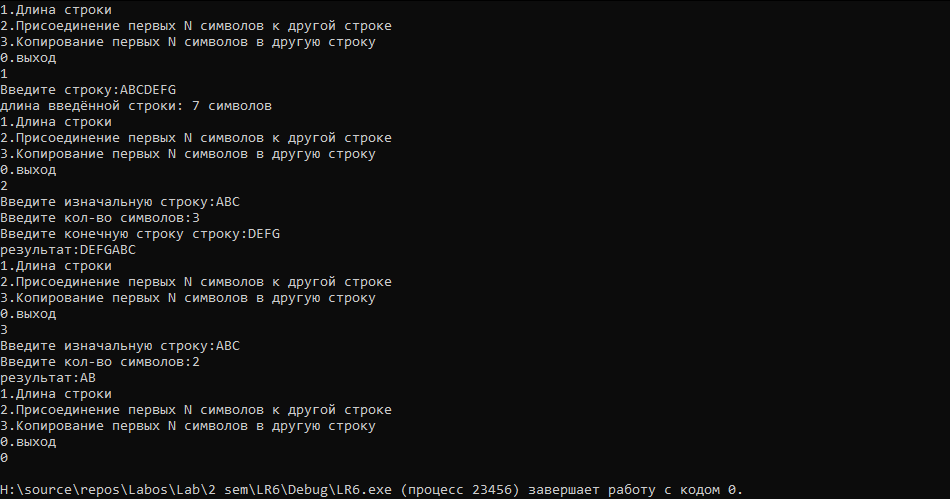 1.Длина строки
2.Присоединение первых N символов к другой строке
3.Копирование первых N символов в другую строку
0.выход
1
Введите строку:ABCDEFG
длина введённой строки: 7 символов
1.Длина строки
2.Присоединение первых N символов к другой строке
3.Копирование первых N символов в другую строку
0.выход
2
Введите изначальную строку:ABC
Введите кол-во символов:3
Введите конечную строку строку:DEFG
результат:DEFGABC
1.Длина строки
2.Присоединение первых N символов к другой строке
3.Копирование первых N символов в другую строку
0.выход
3
Введите изначальную строку:ABC
Введите кол-во символов:2
результат:AB
1.Длина строки
2.Присоединение первых N символов к другой строке
3.Копирование первых N символов в другую строку
0.выход
0
H:\source\repos\Labos\Lab\2 sem\LR6\Debug\LR6.exe (процесс 23456) завершает работу с кодом 0.